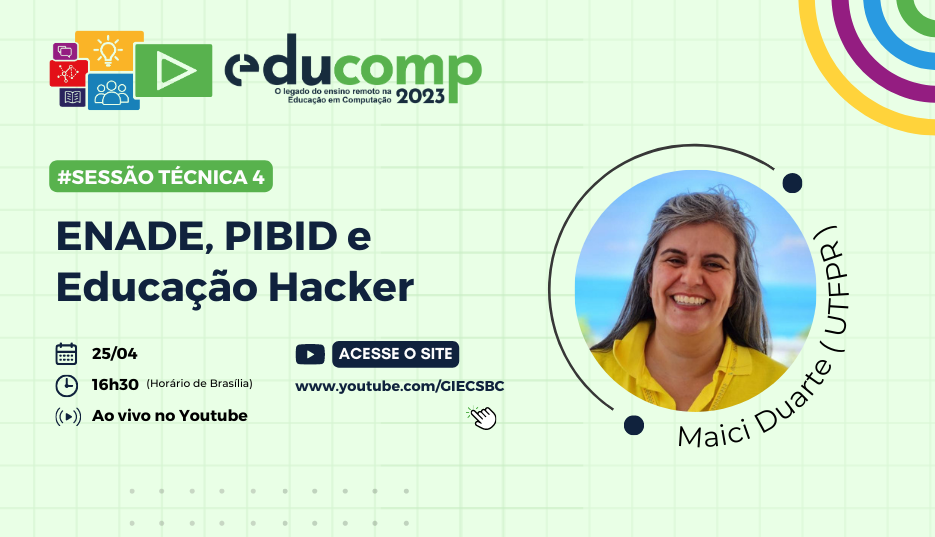 educomp
O legado do ensino remoto na
Educação em Computação
2023
#SESSÃO TÉCNICA 4
ENADE, PIBID e
Educação Hacker
25/04
16h30 (Horário de Brasília)
Ao vivo no Youtube
ACESSE O SITE
www.youtube.com/GIECSBC
Maici Duarte ( UTFPR )